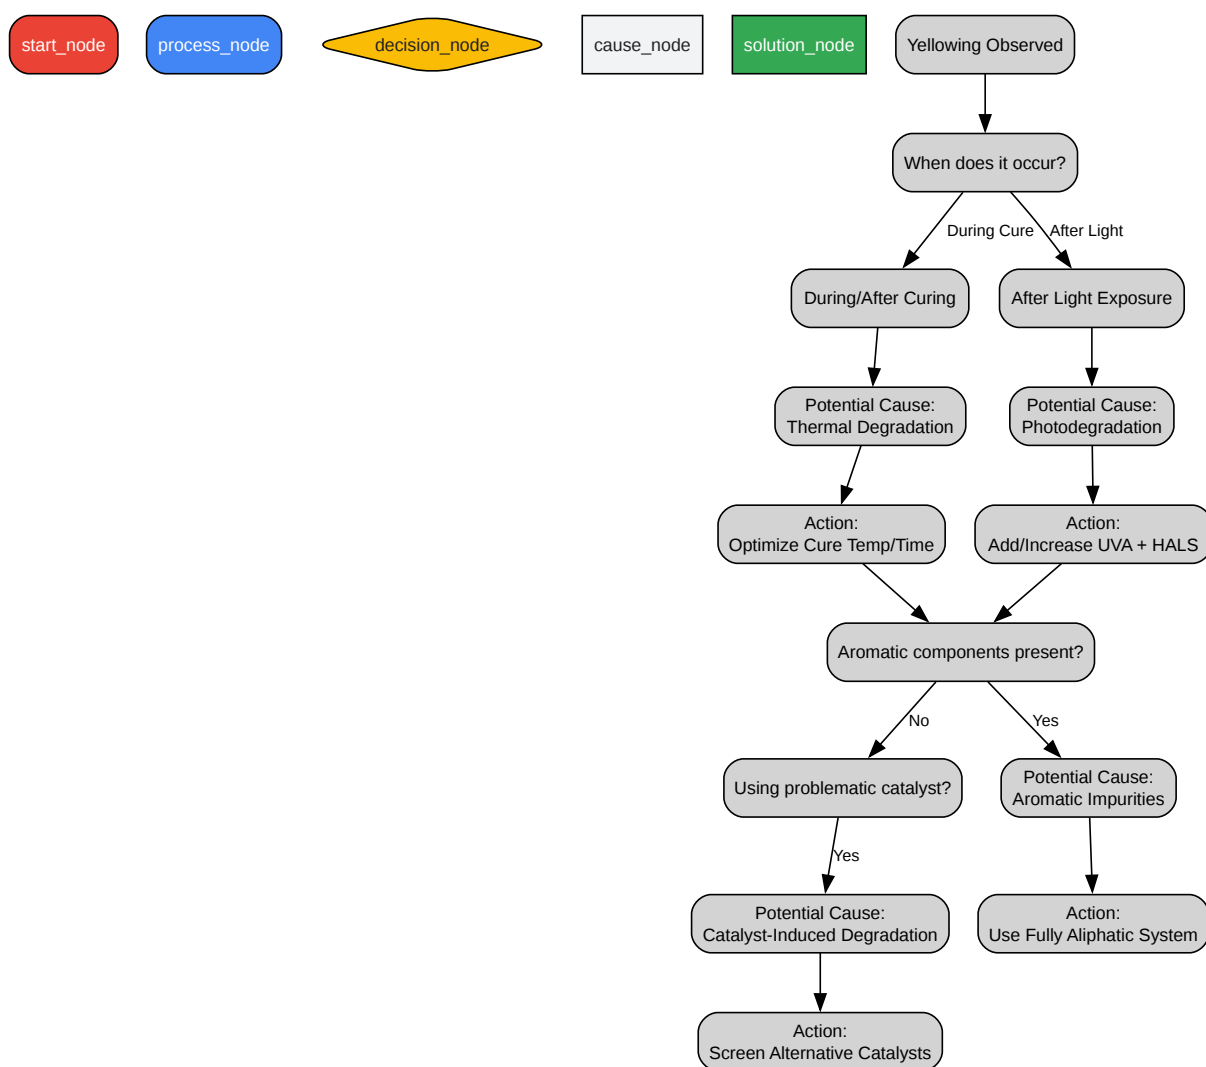 start_node
process_node
decision_node
cause_node
solution_node
Yellowing Observed
When does it occur?
During Cure
After Light
During/After Curing
After Light Exposure
Potential Cause:
Thermal Degradation
Potential Cause:
Photodegradation
Action:
Optimize Cure Temp/Time
Action:
Add/Increase UVA + HALS
Aromatic components present?
No
Yes
Using problematic catalyst?
Potential Cause:
Aromatic Impurities
Yes
Potential Cause:
Catalyst-Induced Degradation
Action:
Use Fully Aliphatic System
Action:
Screen Alternative Catalysts